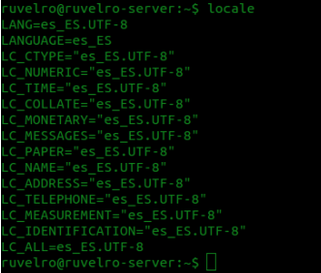 ruvelro@ruvelro-server:~$ locale
LANG=es_ES.UTF-8
LANGUAGE=es_ES
LC_CTYPE="es_ES.UTF-8"
LC_NUMERIC="es_ES.UTF-8"
LC_TIME="es_ES.UTF-8"
LC_COLLATE="es_ES.UTF-8"
LC_MONETARY="es_ES.UTF-8"
LC_MESSAGES="es_ES.UTF-8"
LC_PAPER="es_ES.UTF-8"
LC_NAME="es_ES.UTF-8"
LC_ADDRESS="es_ES.UTF-8"
LC_TELEPHONE="es_ES.UTF-8"
LC_MEASUREMENT="es_ES.UTF-8"
LC_IDENTIFICATION="es_ES.UTF-8"
LC_ALL=es_ES.UTF-8
ruvelro@ruvelro-server:~$